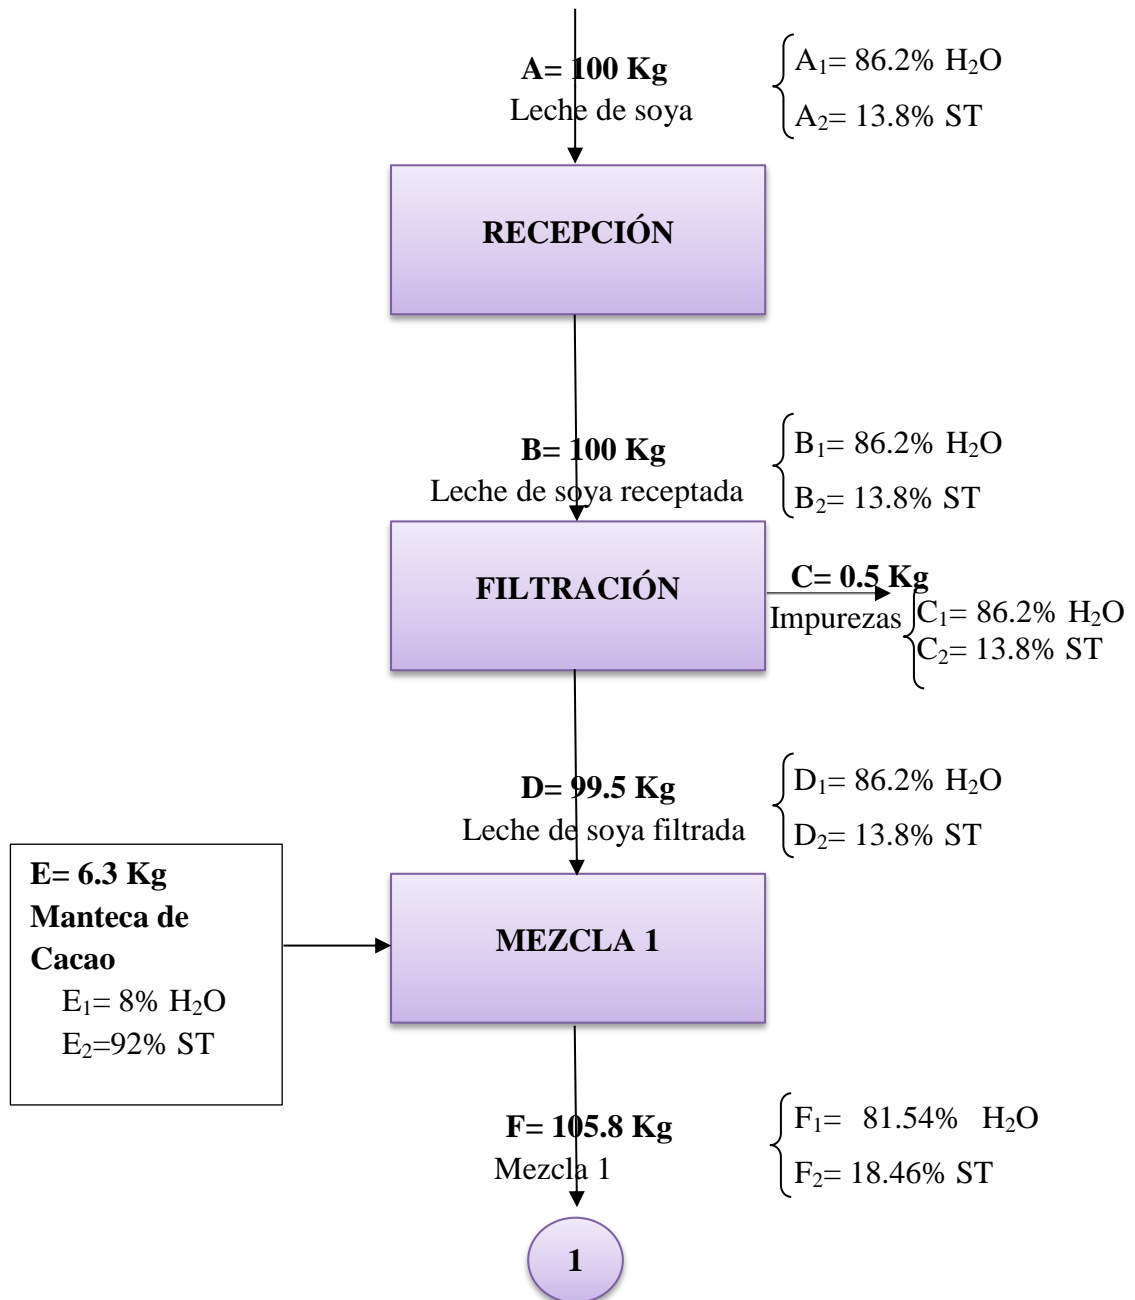 A= 100 Kg
Leche de soya
A₁= 86.2% H₂O
A₂= 13.8% ST
RECEPCIÓN
B= 100 Kg
Leche de soya receptada
B₁= 86.2% H₂O
B₂= 13.8% ST
FILTRACIÓN
C= 0.5 Kg
Impurezas
C₁= 86.2% H₂O
C₂= 13.8% ST
D= 99.5 Kg
Leche de soya filtrada
D₁= 86.2% H₂O
D₂= 13.8% ST
E= 6.3 Kg
Manteca de
Cacao
E₁= 8% H₂O
E₂=92% ST
MEZCLA 1
F= 105.8 Kg
Mezcla 1
F₁= 81.54% H₂O
F₂= 18.46% ST
1